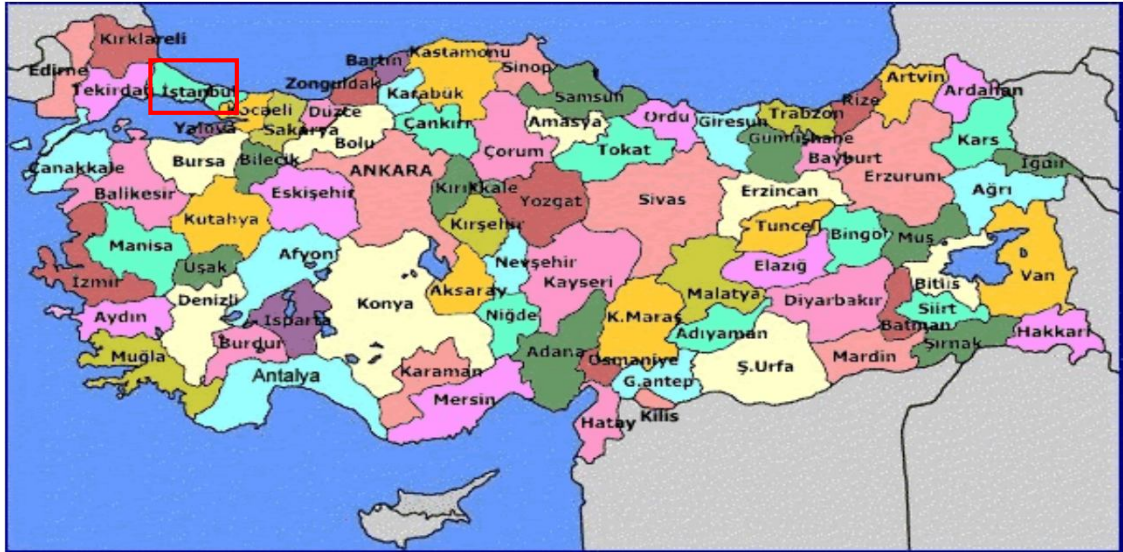 Kırklareli
Edirne
Tekirdağ
İstanbul
Kocaeli
Yalova
Sakarya
Düzce
Zonguldak
Bartın
Karabük
Kastamonu
Sinop
Samsun
Çankırı
Bolu
Amasya
Ordu
Giresun
Trabzon
Rize
Artvin
Ardahan
Çanakkale
Bursa
Bilecik
ANKARA
Çorum
Tokat
Gümüşhane
Bayburt
Kars
Iğdır
Balikesir
Eskişehir
Kırıkkale
Yozgat
Sivas
Erzincan
Erzurum
Ağrı
Kutahya
Kırşehir
Tunceli
Bingöl
Muş
Manisa
Afyon
Uşak
Nevşehir
Kayseri
Malatya
Elazığ
Bitlis
Van
İzmir
Denizli
Isparta
Konya
Aksaray
Niğde
K.Maraş
Diyarbakır
Siirt
Batman
Aydın
Burdur
Adana
Adıyaman
Şırnak
Hakkari
Muğla
Antalya
Karaman
Osmaniye
G.antep
Ş.Urfa
Mardin
Mersin
Hatay
Kilis